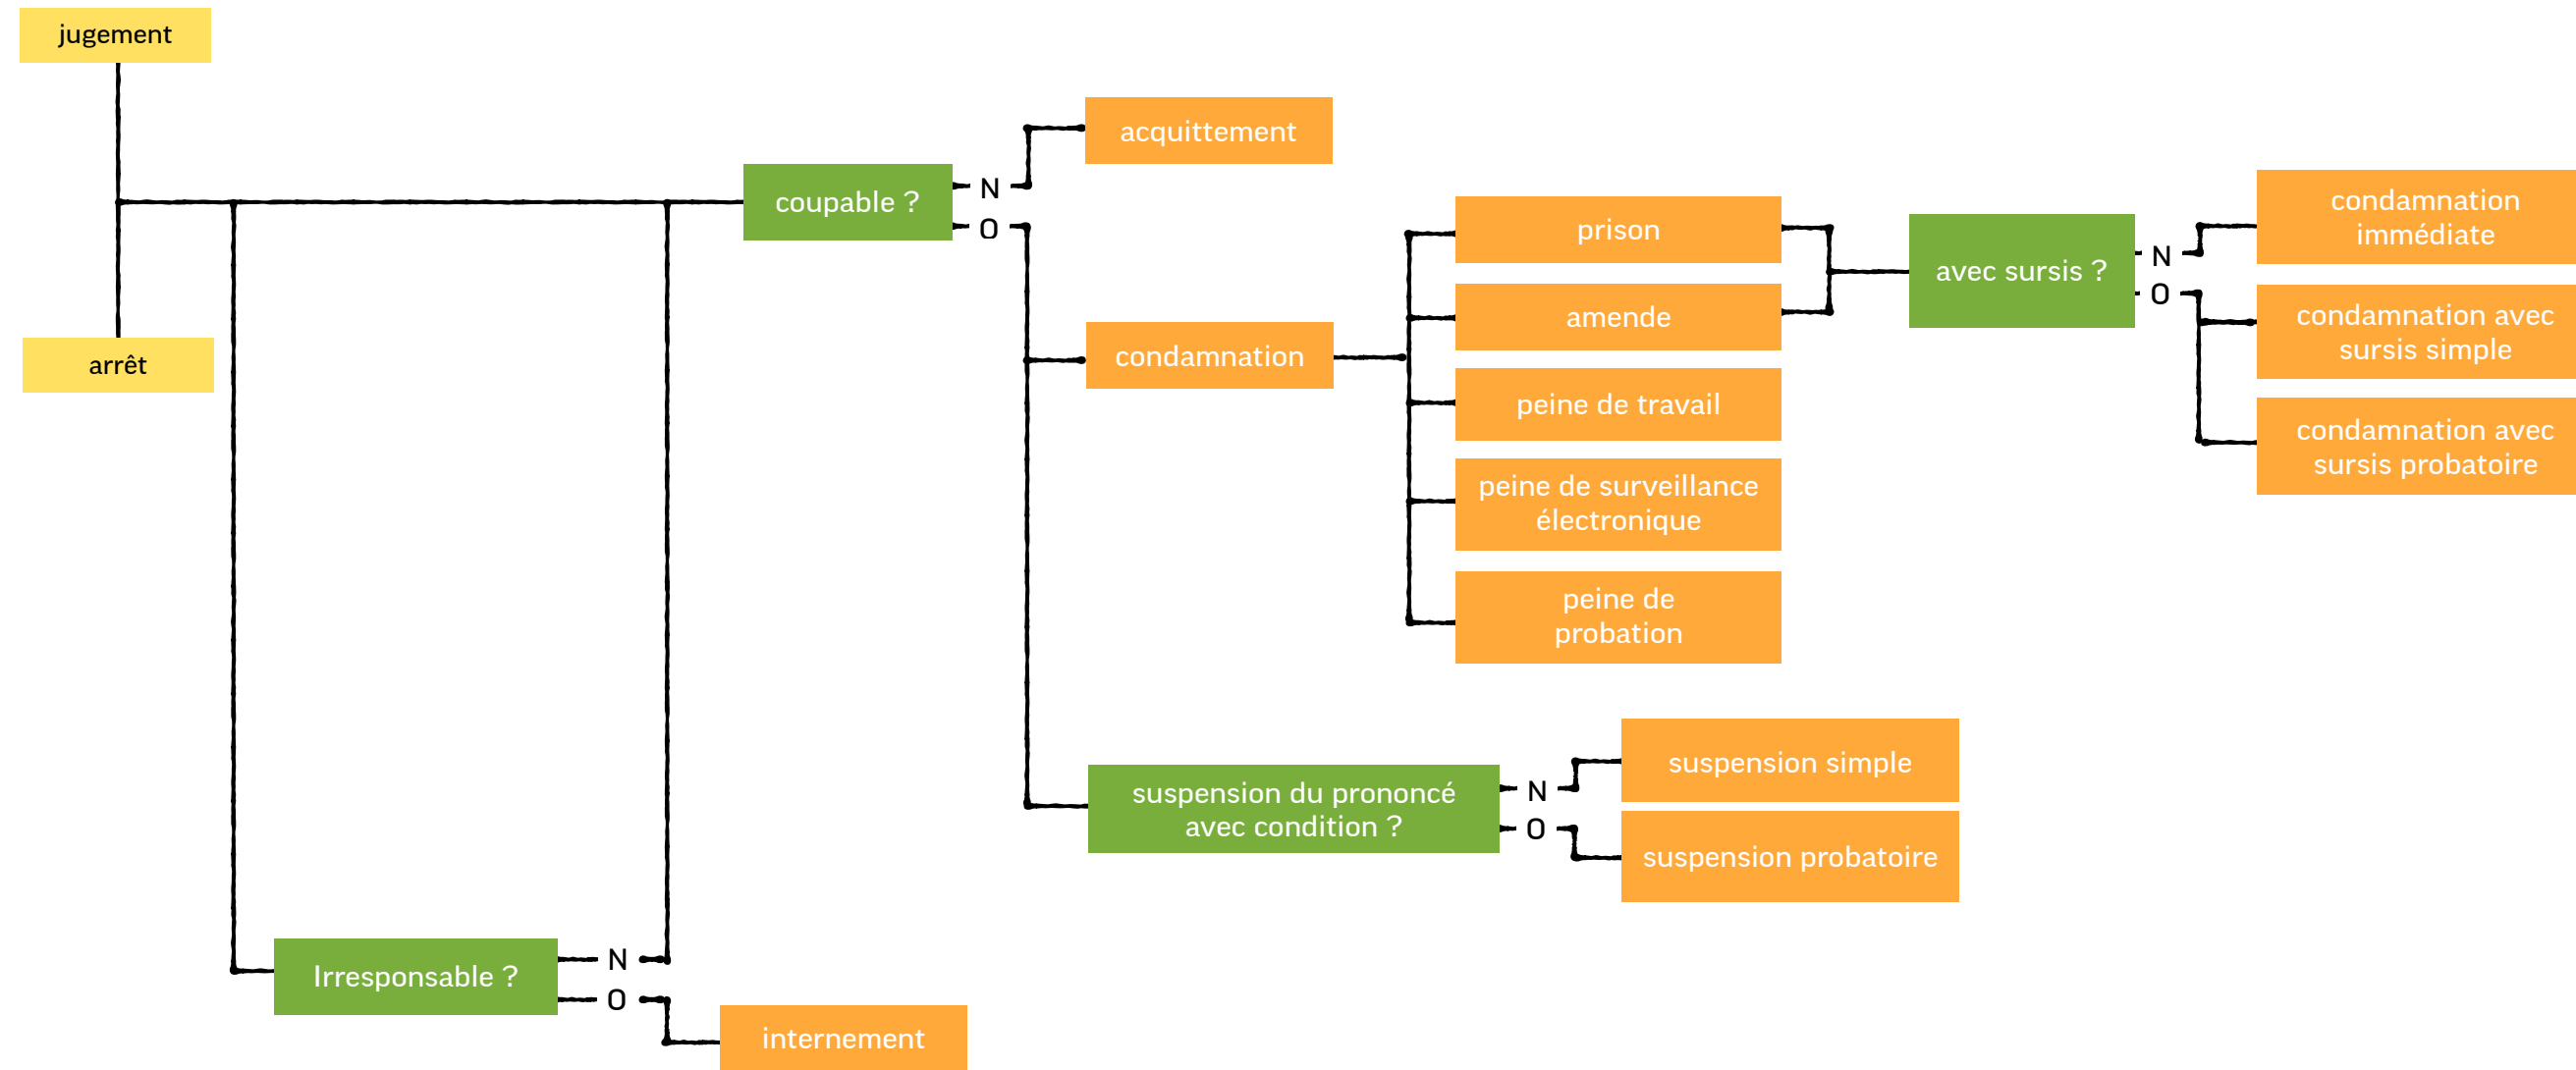 jugement
arrêt
coupable ?
N
O
acquittement
condamnation
prison
amende
peine de travail
peine de surveillance
électronique
peine de
probation
avec sursis ?
N
O
condamnation
immédiate
condamnation avec
sursis simple
condamnation avec
sursis probatoire
suspension du prononcé
avec condition ?
N
O
suspension simple
suspension probatoire
Irresponsable ?
N
O
internement